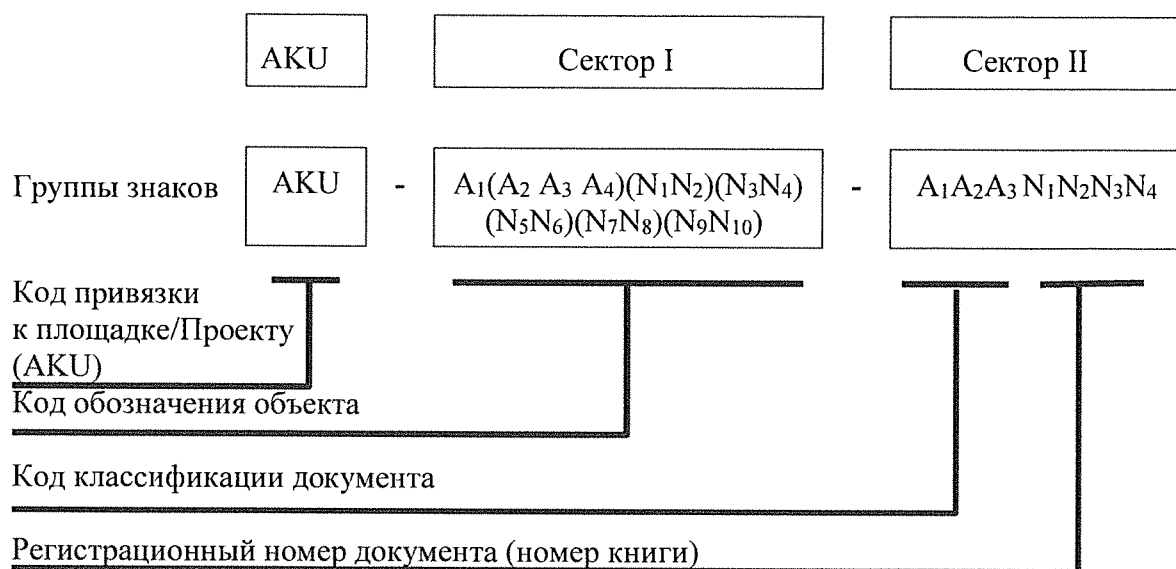 AKU Сектор I Сектор II
Группы знаков AKU - A₁(A₂ A₃ A₄)(N₁N₂)(N₃N₄) - A₁A₂A₃ N₁N₂N₃N₄
(N₅N₆)(N₇N₈)(N₉N₁₀)
Код привязки
к площадке/Проекту
(AKU)
Код обозначения объекта
Код классификации документа
Регистрационный номер документа (номер книги)